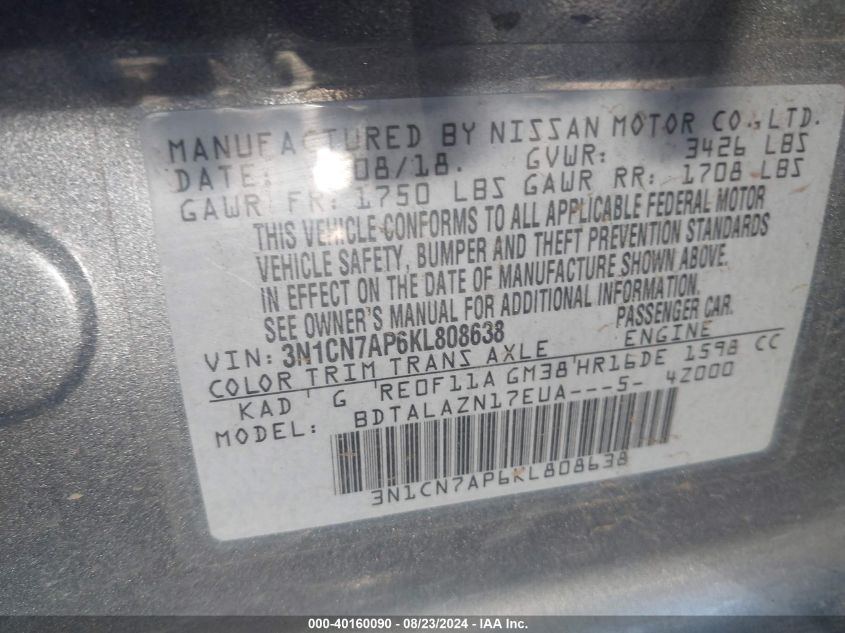 MANUFACTURED BY NISSAN MOTOR CO.,LTD.
DATE: 08/18. GVWR: 3426 LBS
GAWR FR: 1750 LBS GAWR RR: 1708 LBS
THIS VEHICLE CONFORMS TO ALL APPLICABLE FEDERAL MOTOR
VEHICLE SAFETY, BUMPER AND THEFT PREVENTION STANDARDS
IN EFFECT ON THE DATE OF MANUFACTURE SHOWN ABOVE.
SEE OWNER'S MANUAL FOR ADDITIONAL INFORMATION.
VIN: 3N1CN7AP6KL808638 PASSENGER CAR.
COLOR TRIM TRANS AXLE ENGINE
KAD G 'RE0F11A GM38'HR16DE 1598 CC
MODEL: BDTALAZN17EUA---5- 4Z000
3N1CN7AP6KL808638
000-40160090 - 08/23/2024 - IAA Inc.